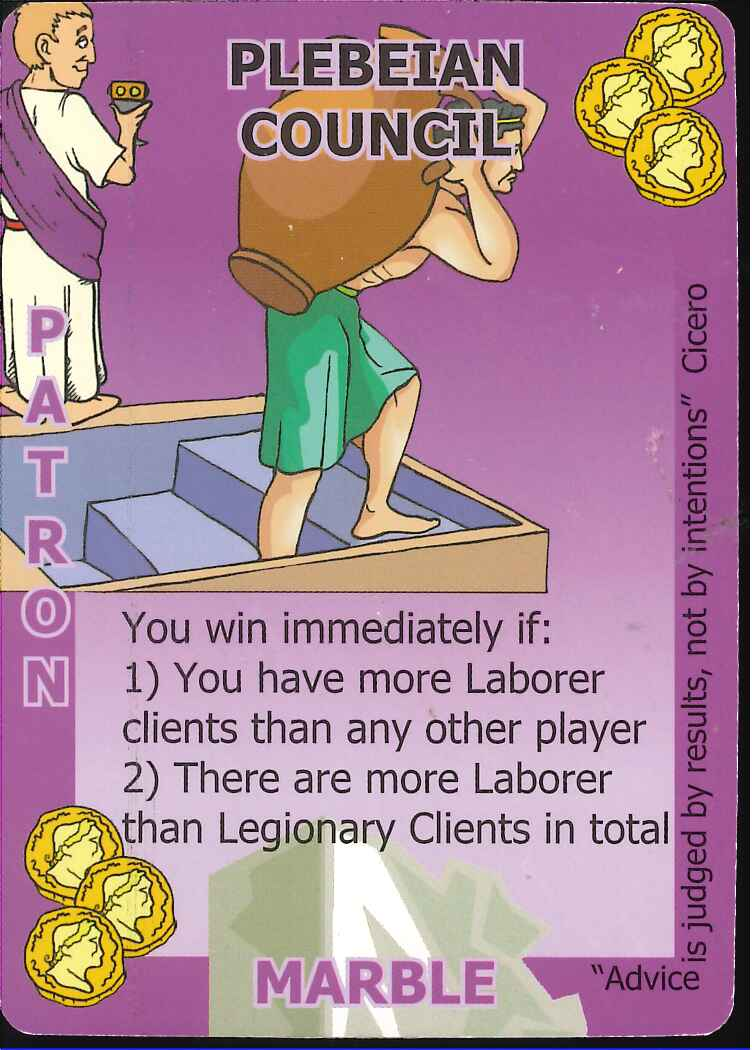 PLEBEIAN
COUNCIL
PATRON
You win immediately if:
1) You have more Laborer
clients than any other player
2) There are more Laborer
than Legionary Clients in total
MARBLE
“Advice is judged by results, not by intentions” Cicero